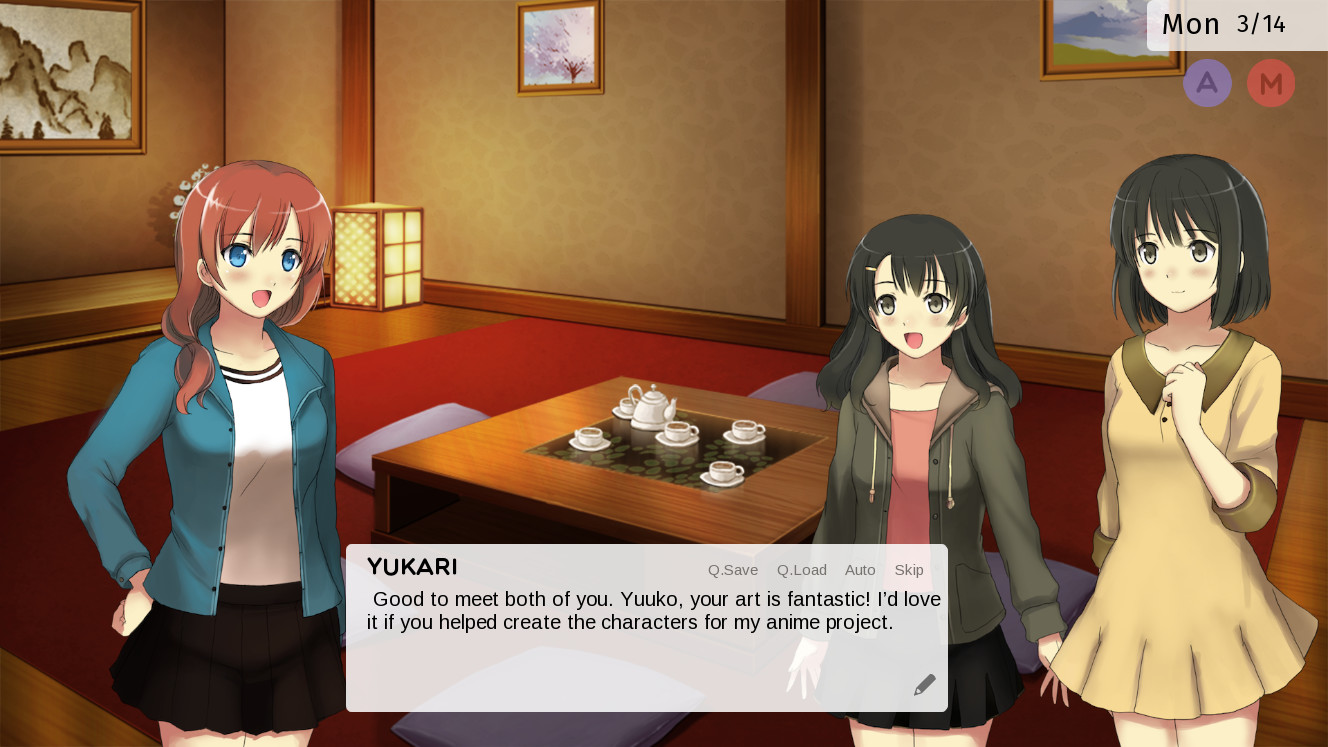 Mon 3/14
A M
YUKARI
Q.Save Q.Load Auto Skip
Good to meet both of you. Yuuko, your art is fantastic! I'd love
it if you helped create the characters for my anime project.